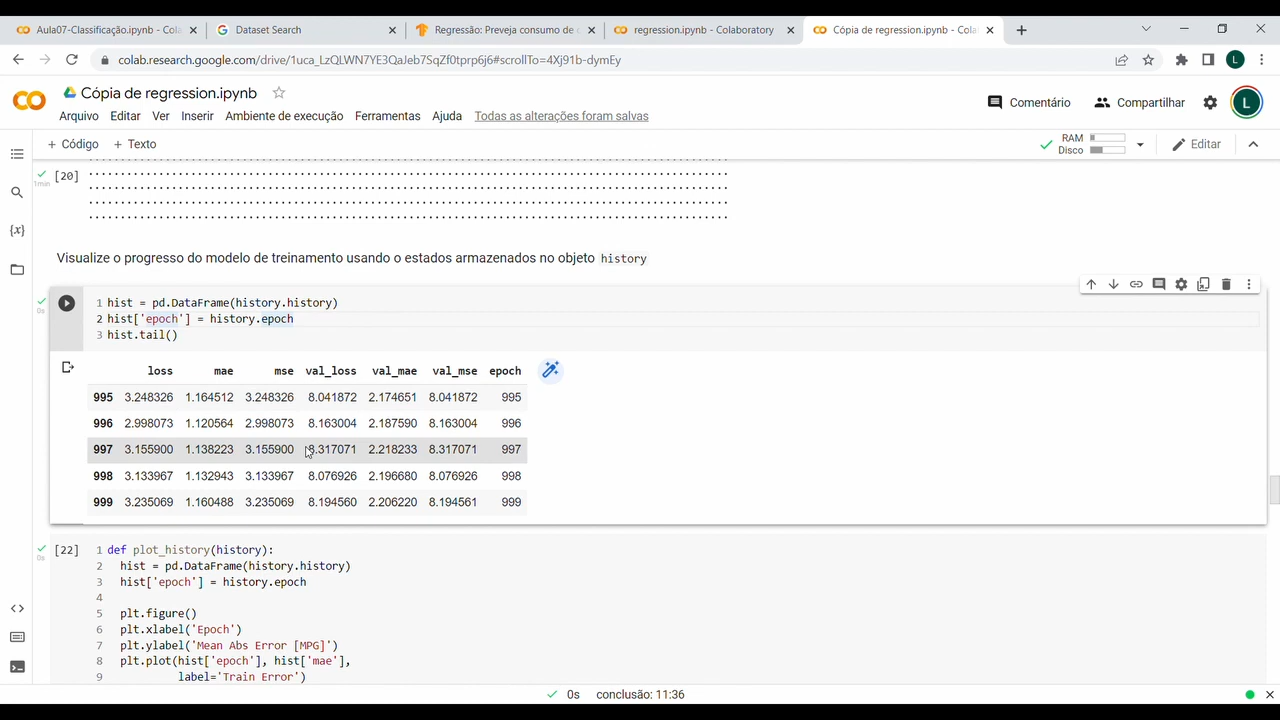 Aula07-Classificação.ipynb - Col
Dataset Search
Regressão: Preveja consumo de c
regression.ipynb - Colaboratory
Cópia de regression.ipynb - Cola
colab.research.google.com/drive/1uca_LzQLWN7YE3QaJeb7SqZf0tprp6j6#scrollTo=4Xj91b-dymEy
L
Cópia de regression.ipynb
Comentário
Compartilhar
L
Arquivo Editar Ver Inserir Ambiente de execução Ferramentas Ajuda Todas as alterações foram salvas
+ Código + Texto
RAM
Disco
Editar
1min
[20]
Visualize o progresso do modelo de treinamento usando o estados armazenados no objeto history
0s
1 hist = pd.DataFrame(history.history)
2 hist['epoch'] = history.epoch
3 hist.tail()
loss mae mse val_loss val_mae val_mse epoch
995 3.248326 1.164512 3.248326 8.041872 2.174651 8.041872 995
996 2.998073 1.120564 2.998073 8.163004 2.187590 8.163004 996
997 3.155900 1.138223 3.155900 8.317071 2.218233 8.317071 997
998 3.133967 1.132943 3.133967 8.076926 2.196680 8.076926 998
999 3.235069 1.160488 3.235069 8.194560 2.206220 8.194561 999
0s
[22]
1 def plot_history(history):
2 hist = pd.DataFrame(history.history)
3 hist['epoch'] = history.epoch
4
5 plt.figure()
6 plt.xlabel('Epoch')
7 plt.ylabel('Mean Abs Error [MPG]')
8 plt.plot(hist['epoch'], hist['mae'],
9 label='Train Error')
0s conclusão: 11:36